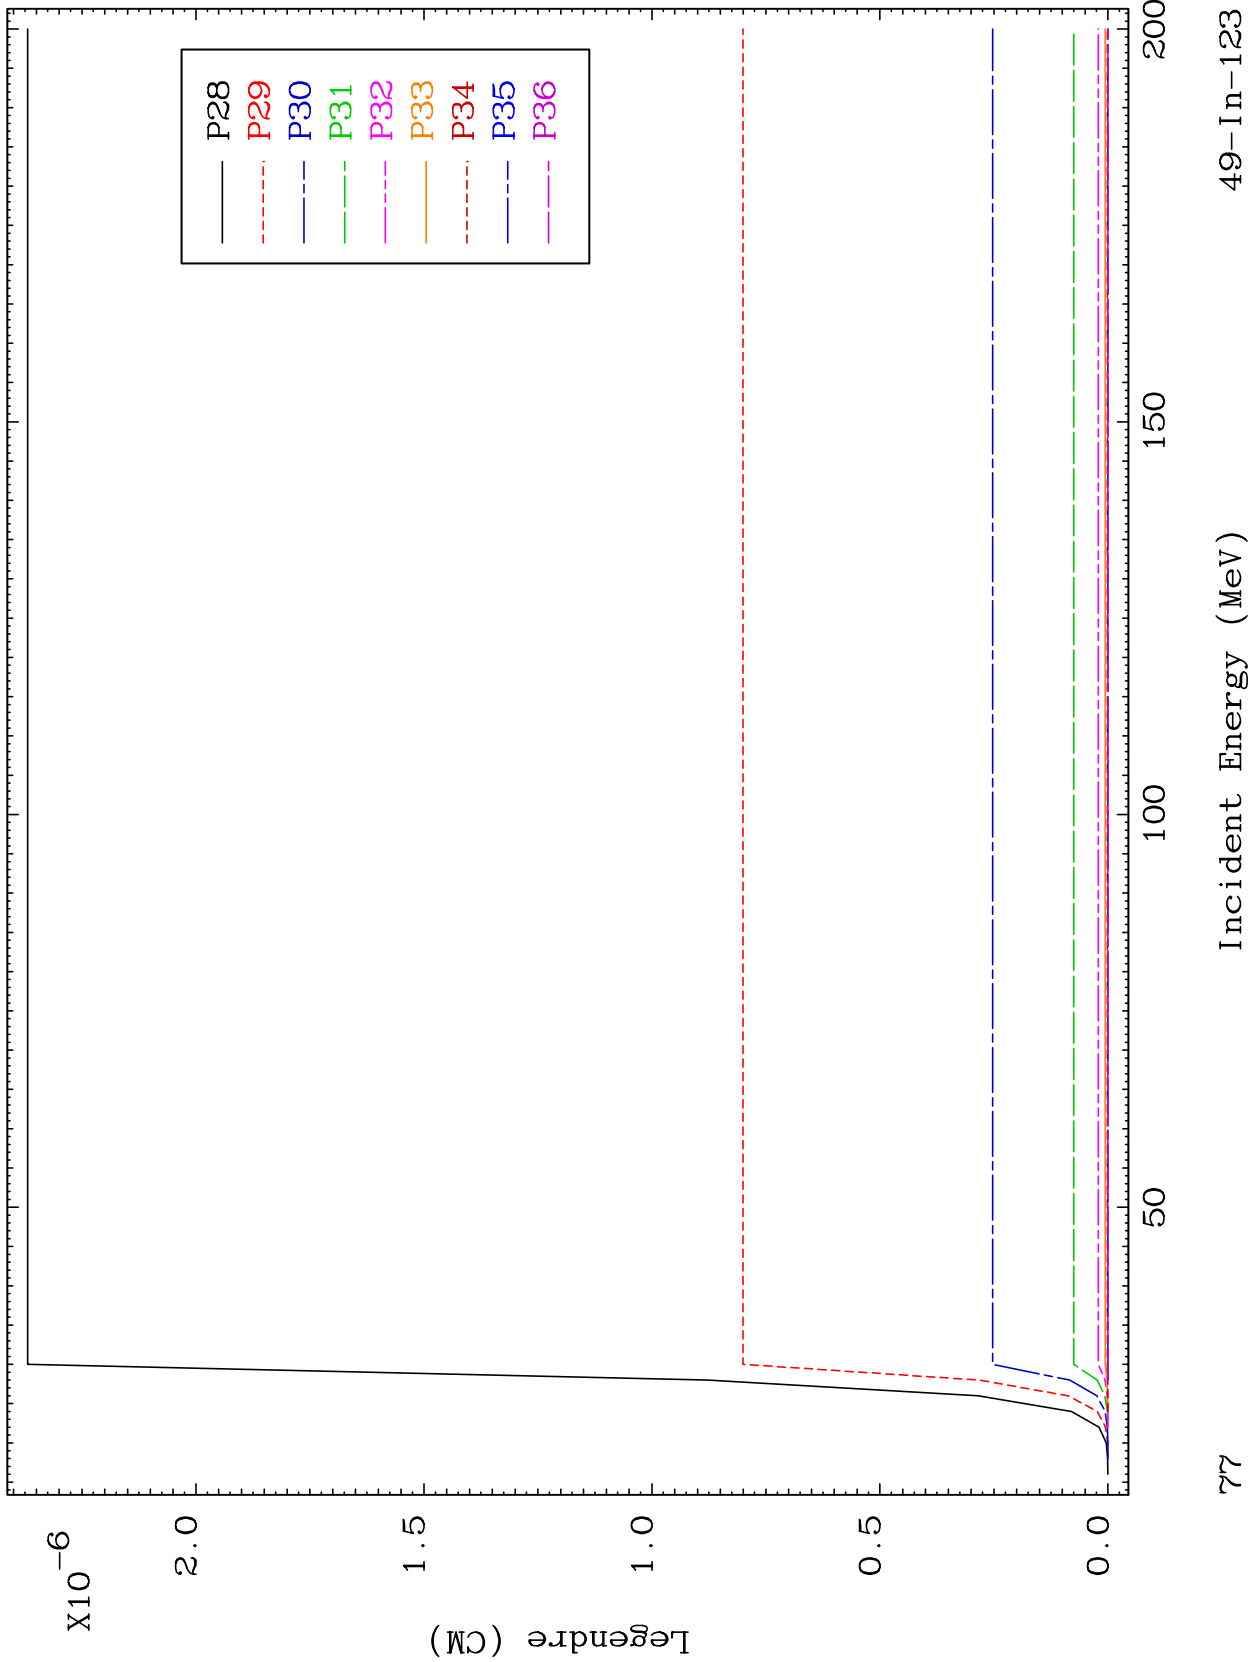 X10-6
2.0
1.5
1.0
0.5
0.0
Legendre (CM)
P28
P29
P30
P31
P32
P33
P34
P35
P36
50
100
150
200
77
Incident Energy (MeV)
49-In-123